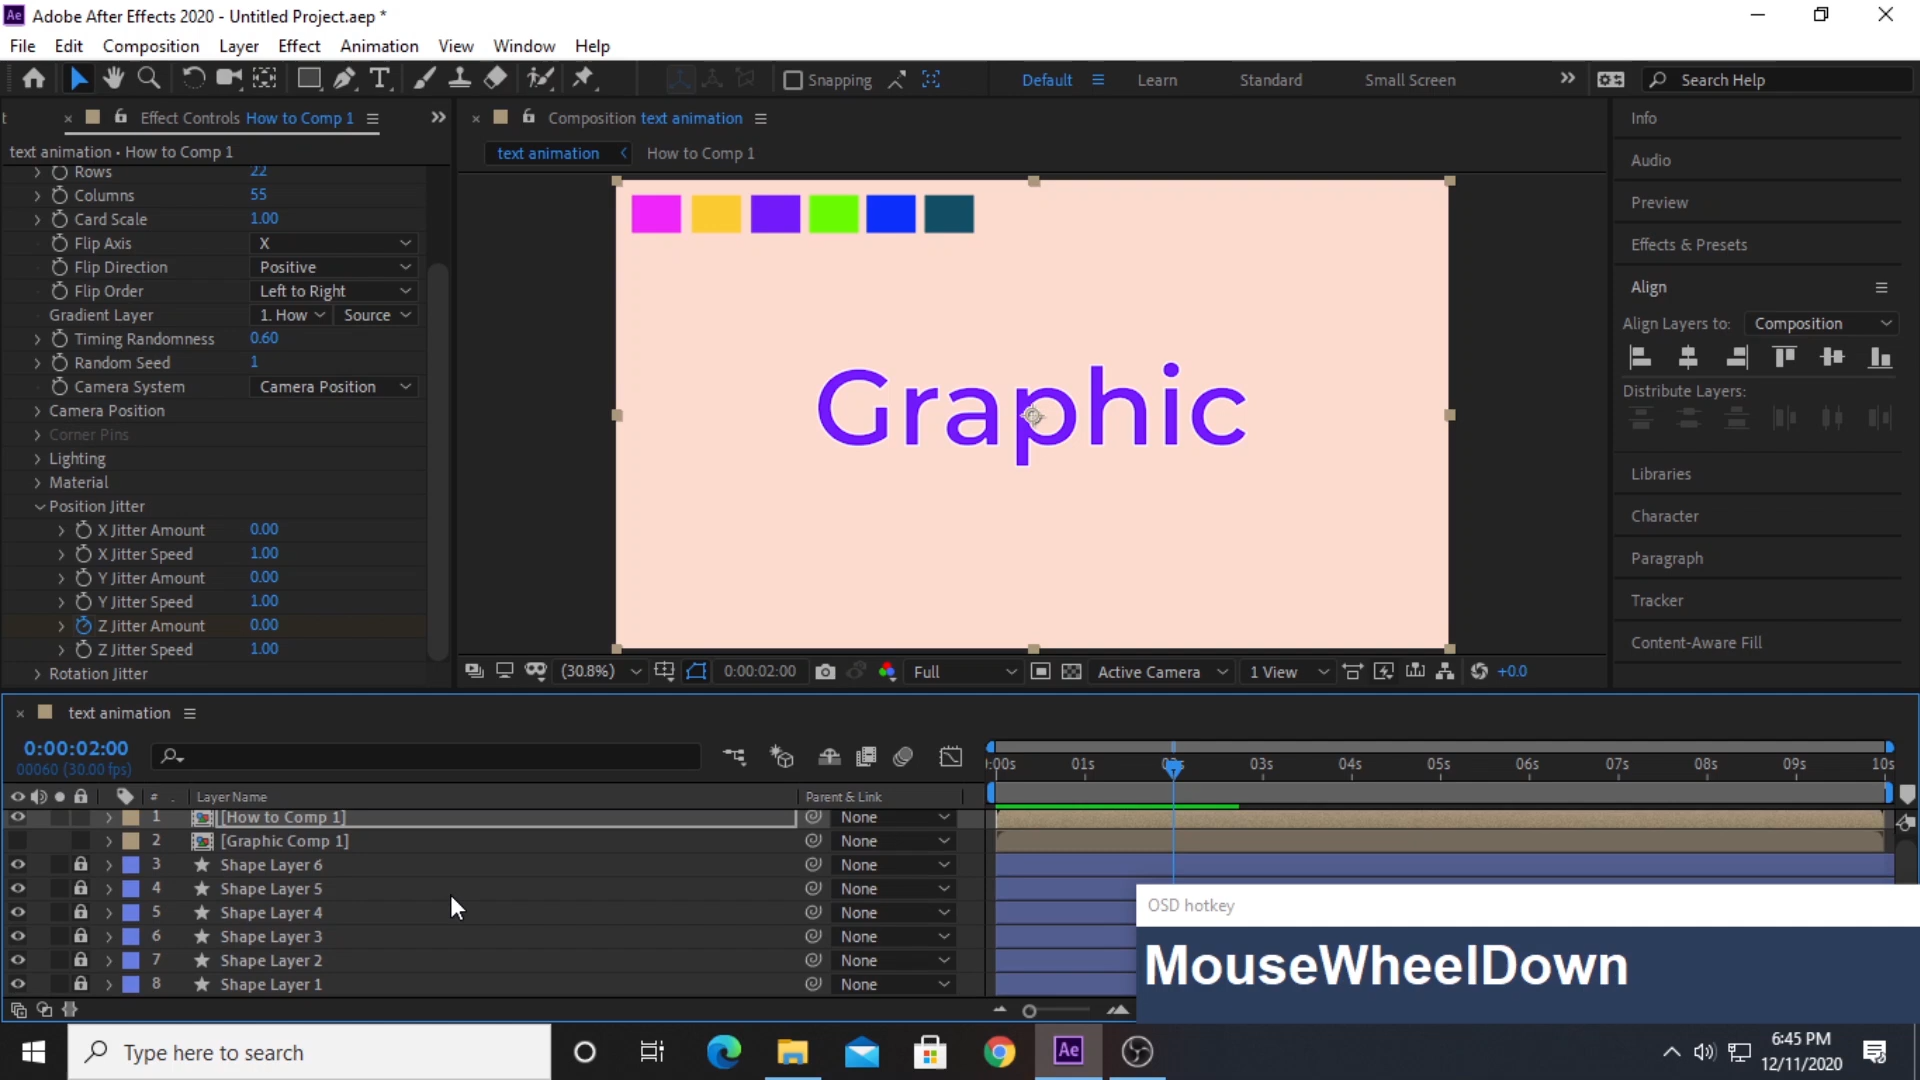 Ae Adobe After Effects 2020 - Untitled Project.aep *
File Edit Composition Layer Effect Animation View Window Help
T Snapping Default Learn Standard Small Screen Search Help
t Effect Controls How to Comp 1
text animation • How to Comp 1
Rows 22
Columns 55
Card Scale 1.00
Flip Axis X
Flip Direction Positive
Flip Order Left to Right
Gradient Layer 1. How Source
Timing Randomness 0.60
Random Seed 1
Camera System Camera Position
Camera Position
Corner Pins
Lighting
Material
Position Jitter
X Jitter Amount 0.00
X Jitter Speed 1.00
Y Jitter Amount 0.00
Y Jitter Speed 1.00
Z Jitter Amount 0.00
Z Jitter Speed 1.00
Rotation Jitter
Composition text animation
text animation How to Comp 1
Graphic
(30.8%) 0:00:02:00 Full Active Camera 1 View +0.0
Info
Audio
Preview
Effects & Presets
Align
Align Layers to: Composition
Distribute Layers:
Libraries
Character
Paragraph
Tracker
Content-Aware Fill
text animation
0:00:02:00
00060 (30.00 fps)
# . Layer Name Parent & Link
):00s 01s 02s 03s 04s 05s 06s 07s 08s 09s 10s
1 [How to Comp 1] None
2 [Graphic Comp 1] None
3 Shape Layer 6 None
4 Shape Layer 5 None
5 Shape Layer 4 None
6 Shape Layer 3 None
7 Shape Layer 2 None
8 Shape Layer 1 None
OSD hotkey
MouseWheelDown
Type here to search
Ae
6:45 PM
12/11/2020